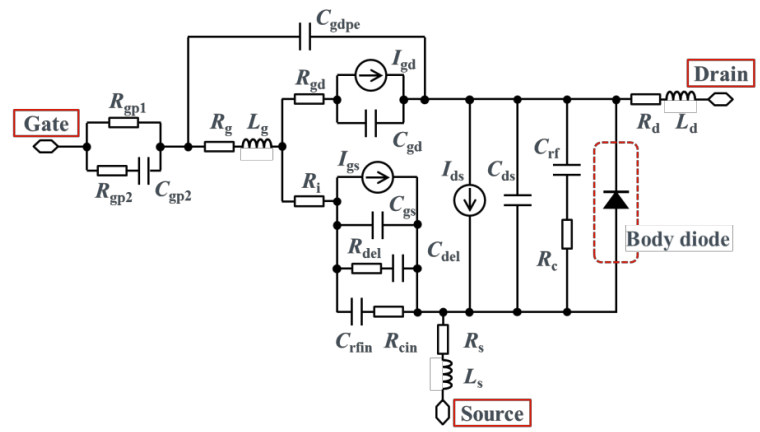 Cgdpe
Igd
Drain
Rgd
Rgp1
Gate
Rg
Lg
Cgd
Rd
Ld
Crf
Igs
Ids
Cds
Rgp2
Cgp2
Ri
Cgs
Rdel
Cdel
Rc
Body diode
Crfin
Rcin
Rs
Ls
Source